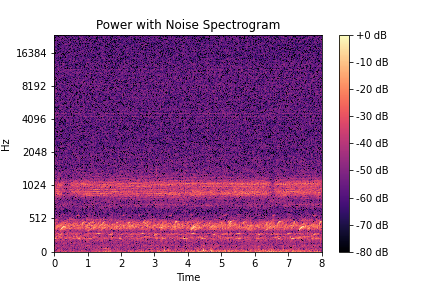 Power with Noise Spectrogram
Hz
16384
8192
4096
2048
1024
512
0
0 1 2 3 4 5 6 7 8
Time
+0 dB
-10 dB
-20 dB
-30 dB
-40 dB
-50 dB
-60 dB
-70 dB
-80 dB